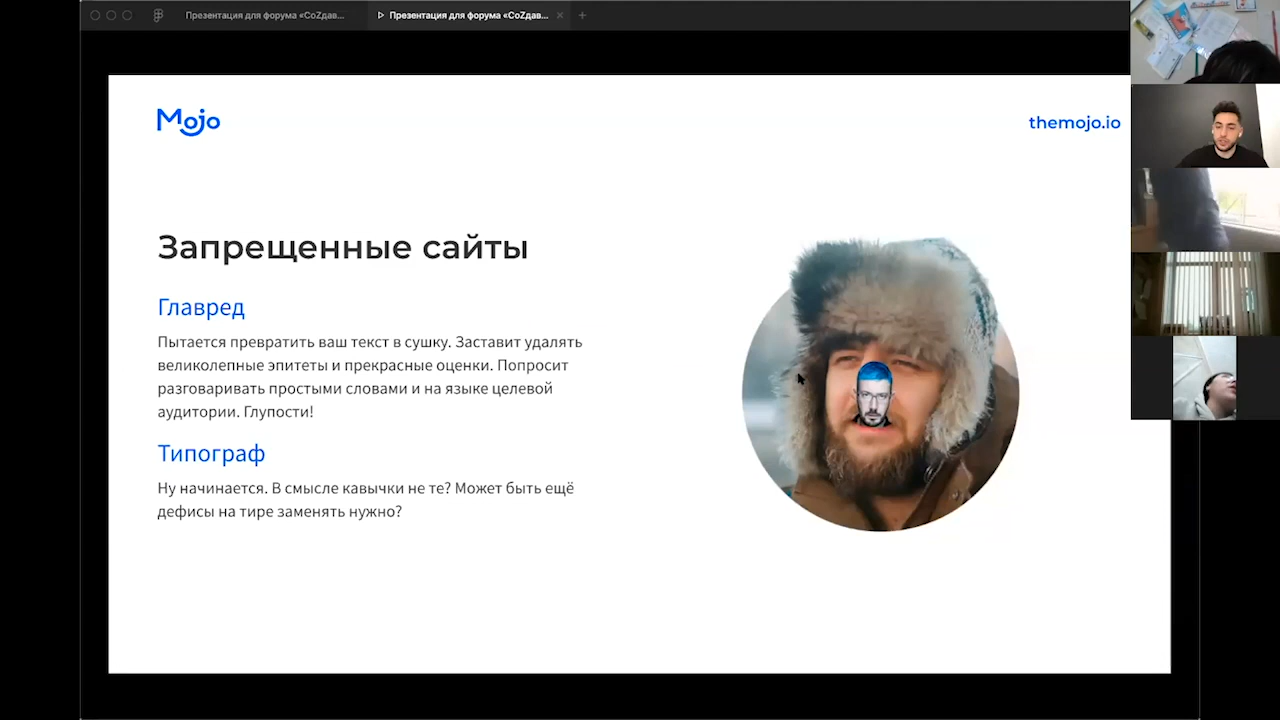 Презентация для форума «CoZдав...
Презентация для форума «CoZдав...
Mojo
themojo.io
Запрещенные сайты
Главред
Пытается превратить ваш текст в сушку. Заставит удалять
великолепные эпитеты и прекрасные оценки. Попросит
разговаривать простыми словами и на языке целевой
аудитории. Глупости!
Типограф
Ну начинается. В смысле кавычки не те? Может быть ещё
дефисы на тире заменять нужно?